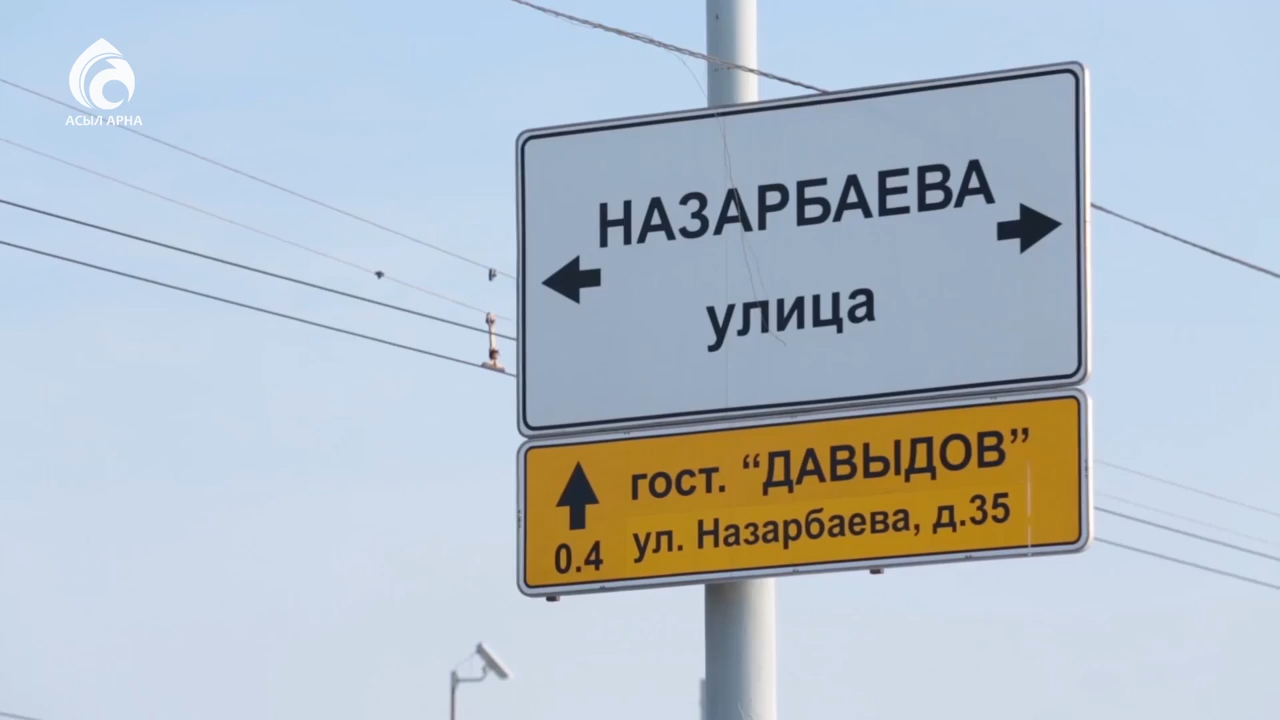 АСЫЛ АРНА
НАЗАРБАЕВА
улица
гост. “ДАВЫДОВ”
ул. Назарбаева, д.35
0.4